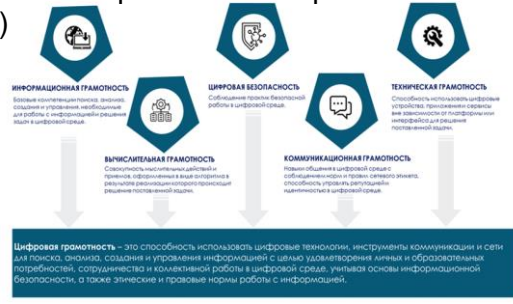 )
ИНФОРМАЦИОННАЯ ГРАМОТНОСТЬ
Базовые компетенции поиска, анализа,
создания и управления, необходимые
для работы с информацией и решения
задач в цифровой среде.
ВЫЧИСЛИТЕЛЬНАЯ ГРАМОТНОСТЬ
Совокупность мыслительных действий и
приемов, оформленных в виде алгоритма в
результате реализации которого происходит
решение поставленной задачи.
ЦИФРОВАЯ БЕЗОПАСНОСТЬ
Соблюдение практик безопасной
работы в цифровой среде.
КОММУНИКАЦИОННАЯ ГРАМОТНОСТЬ
Навыки общения в цифровой среде с
соблюдением норм и правил сетевого этикета,
способность управлять репутацией и
идентичностью в цифровой среде.
ТЕХНИЧЕСКАЯ ГРАМОТНОСТЬ
Способность использовать цифровые
устройства, приложения и сервисы
вне зависимости от платформы или
интерфейса для решения
поставленной задачи.
Цифровая грамотность – это способность использовать цифровые технологии, инструменты коммуникации и сети
для поиска, анализа, создания и управления информацией с целью удовлетворения личных и образовательных
потребностей, сотрудничества и коллективной работы в цифровой среде, учитывая основы информационной
безопасности, а также этические и правовые нормы работы с информацией.